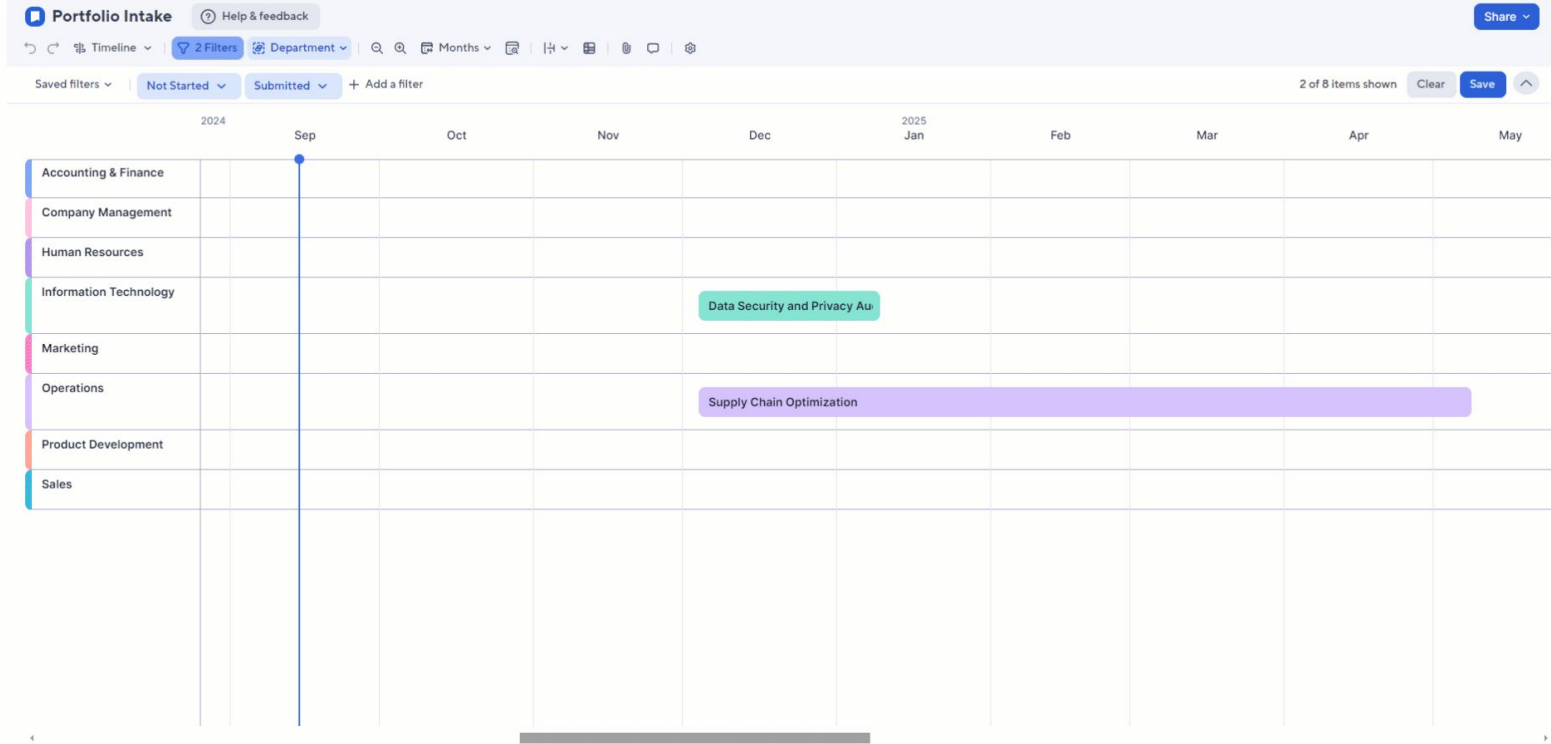 Portfolio Intake Help & feedback Share
Timeline 2 Filters Department Months
Saved filters Not Started Submitted + Add a filter 2 of 8 items shown Clear Save
2024 2025
Sep Oct Nov Dec Jan Feb Mar Apr May
Accounting & Finance
Company Management
Human Resources
Information Technology
Data Security and Privacy
Marketing
Operations
Supply Chain Optimization
Product Development
Sales